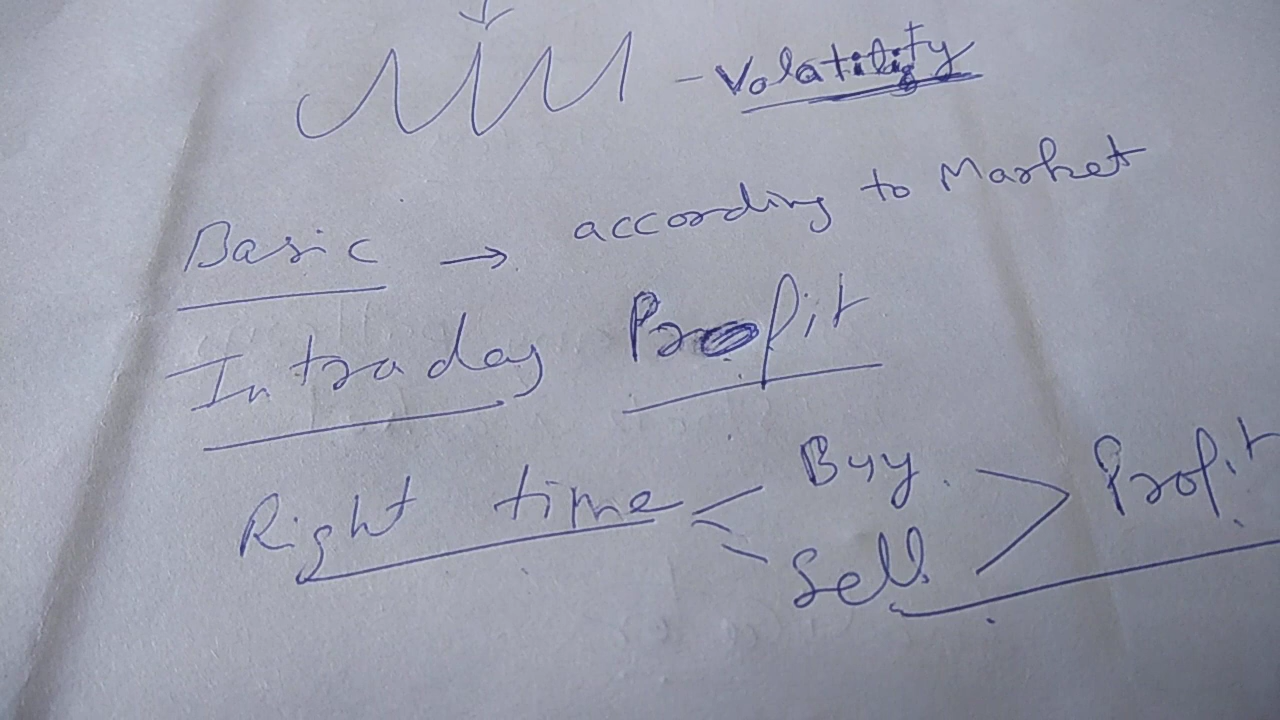 - Volatility
Basic → according to Market
Intraday Profit
Right time < Buy
Sell > Profit